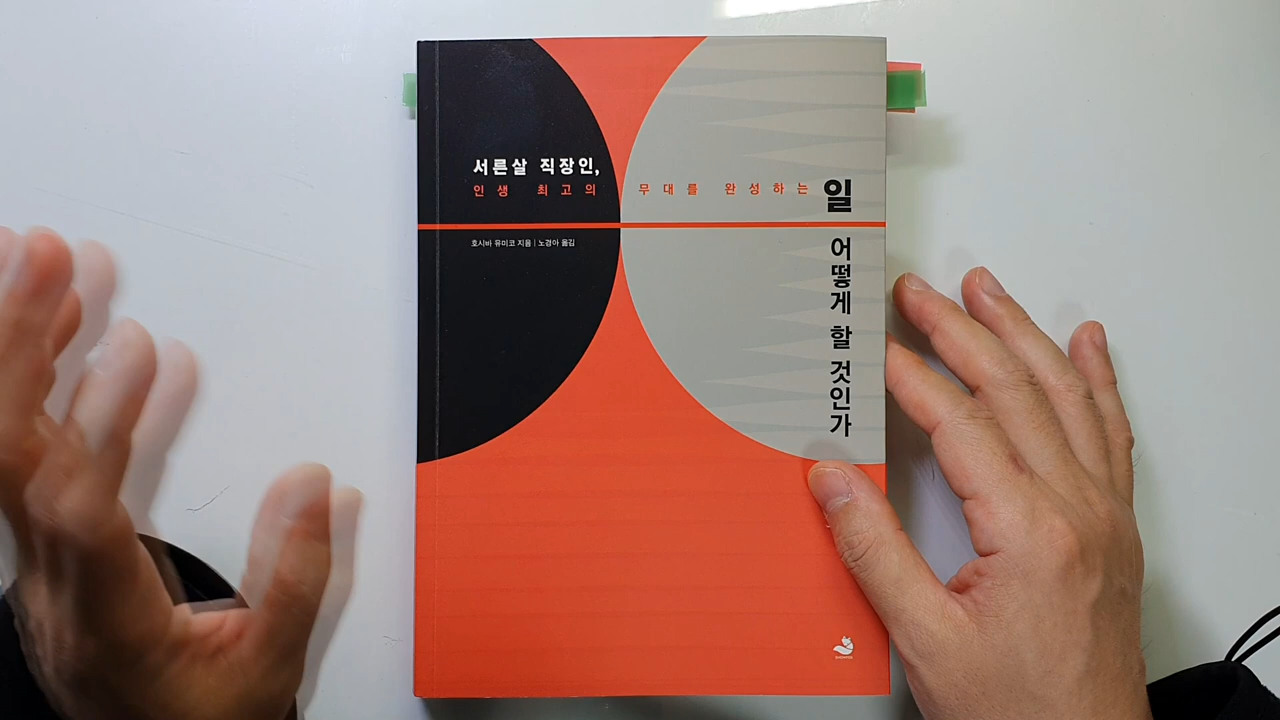 서른살 직장인,
인생 최고의 무대를 완성하는
일 어떻게 할 것인가
호시바 유미코 지음 | 노경아 옮김